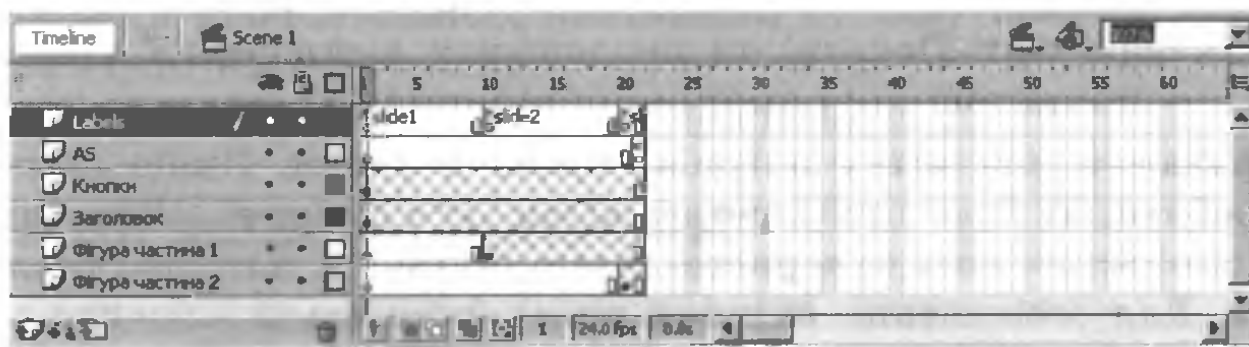 Timeline Scene 1
5 10 15 20 25 30 35 40 45 50 55 60
Labels slide1 slide2
AS
Кнопки
Заголовок
Фігура частина 1
Фігура частина 2
1 24.0 fps 0.0s